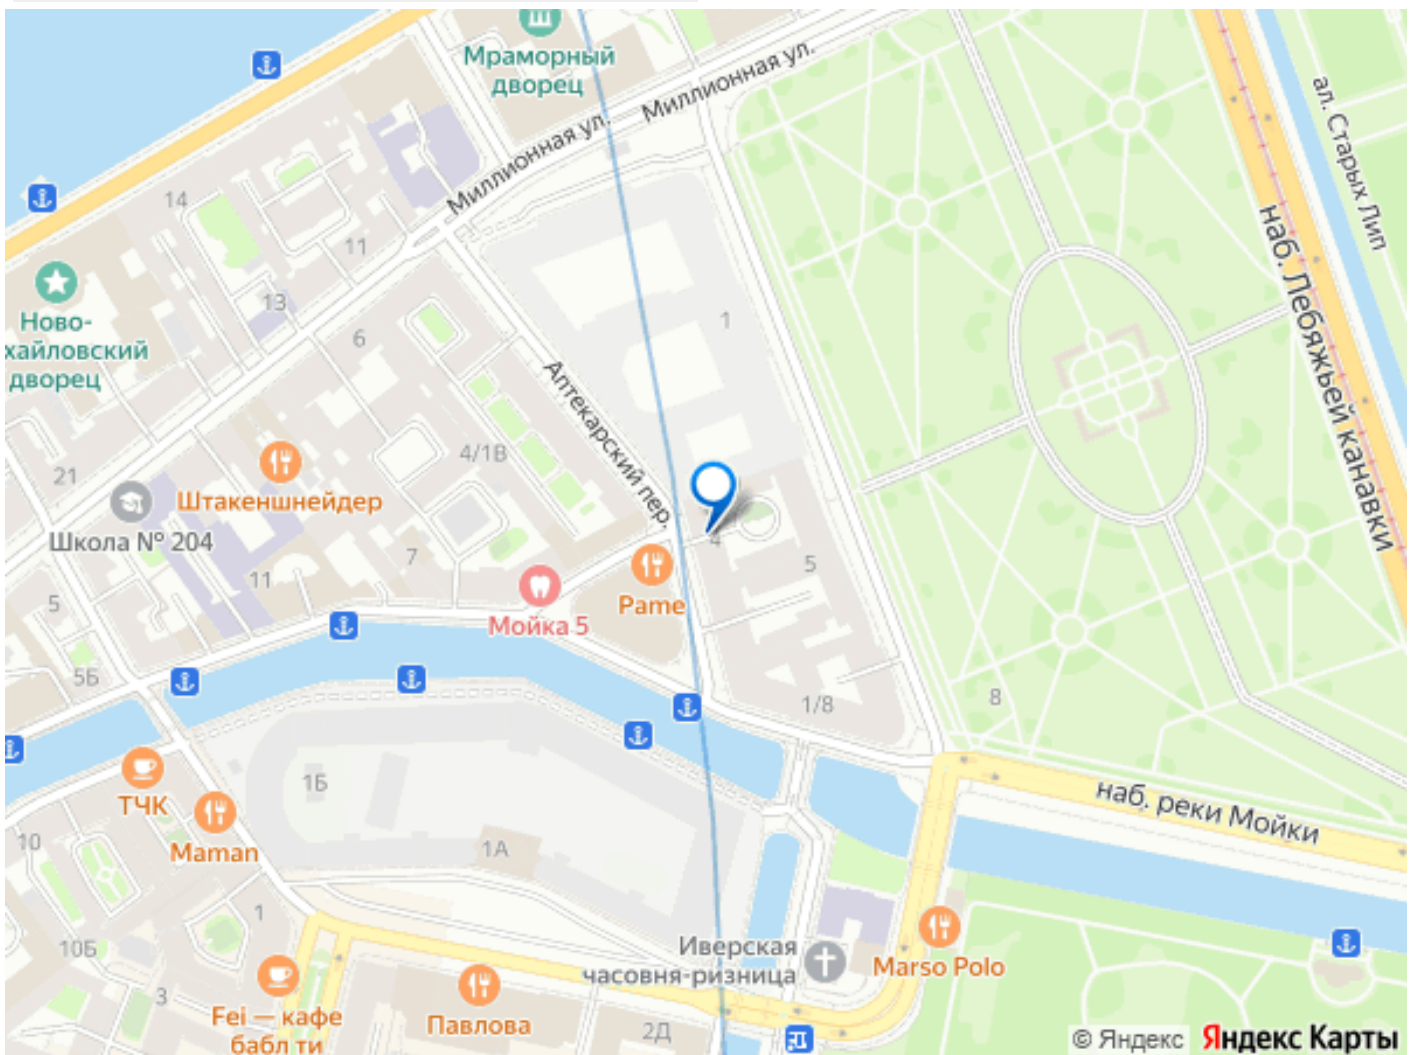 Мраморный
дворец
Миллионная ул.
Миллионная ул.
ал. Старых Лип
наб. Лебяжьей канавки
14
11
13
6
1
Ново-
хайловский
дворец
Аптекарский пер.
21
4/1В
Штакеншнейдер
Школа № 204
4
7
11
5
5
Pame
Мойка 5
5Б
1/8
8
1Б
ТЧК
наб. реки Мойки
10
Maman
1А
1
10Б
Иверская
часовня-ризница
Marso Polo
3
Fei — кафе
бабл ти
Павлова
2Д
© Яндекс Яндекс Карты